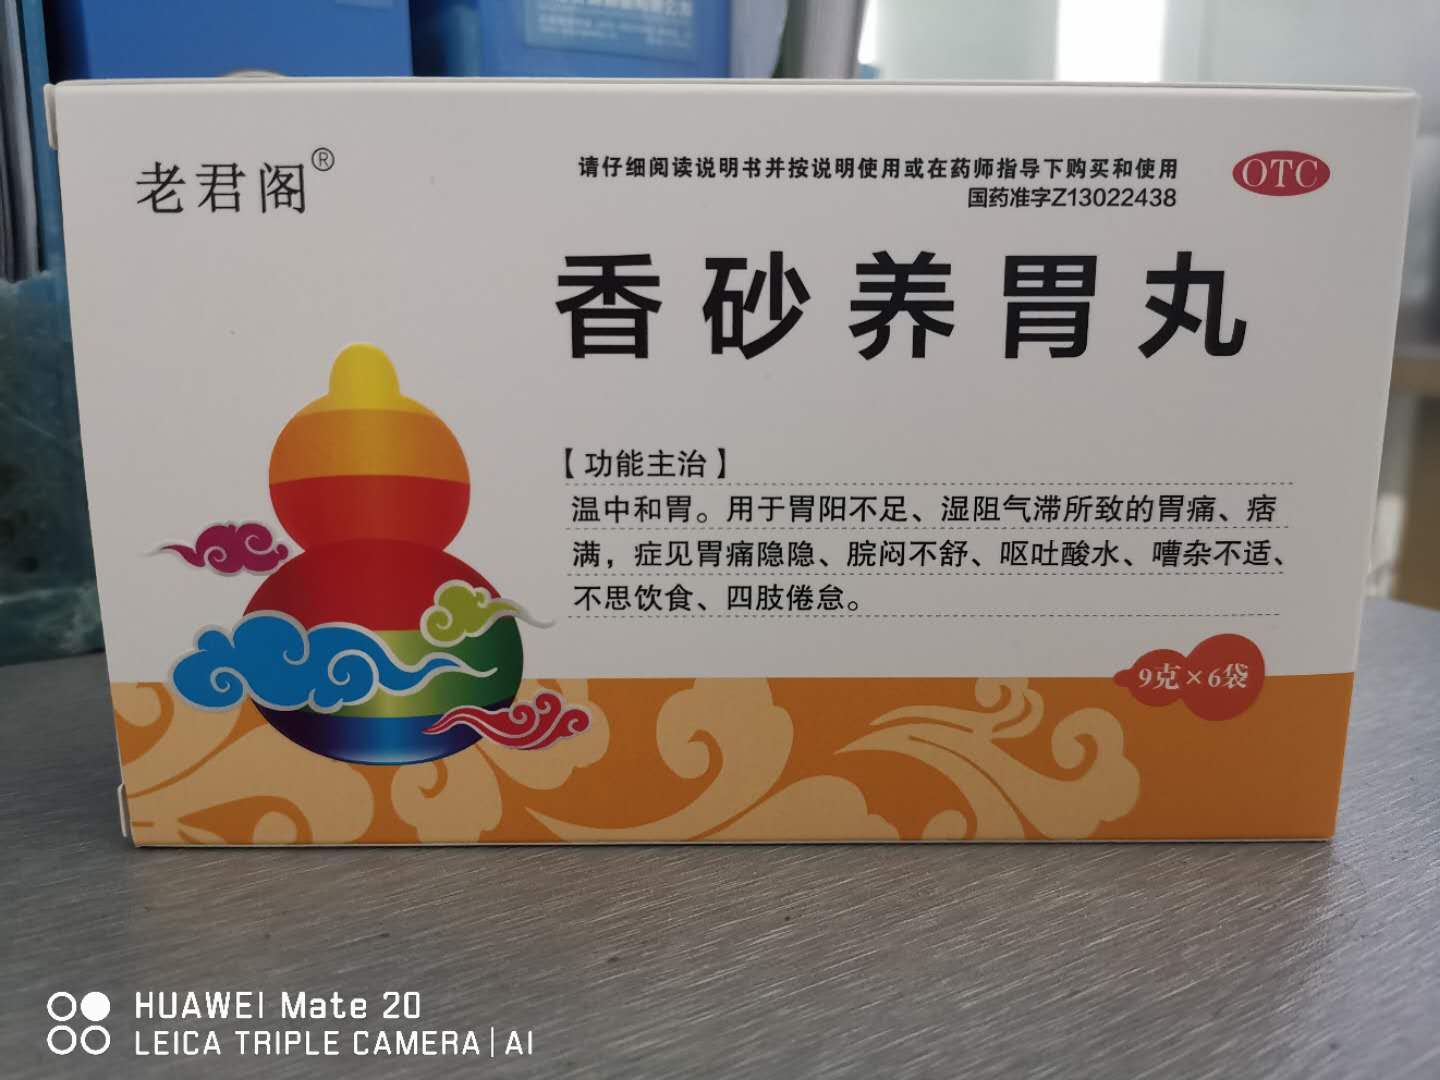 老君阁®
请仔细阅读说明书并按说明使用或在药师指导下购买和使用
国药准字Z13022438
OTC
香砂养胃丸
【功能主治】
温中和胃。用于胃阳不足、湿阻气滞所致的胃痛、痞
满，症见胃痛隐隐、脘闷不舒、呕吐酸水、嘈杂不适、
不思饮食、四肢倦怠。
9克×6袋
HUAWEI Mate 20
LEICA TRIPLE CAMERA | AI